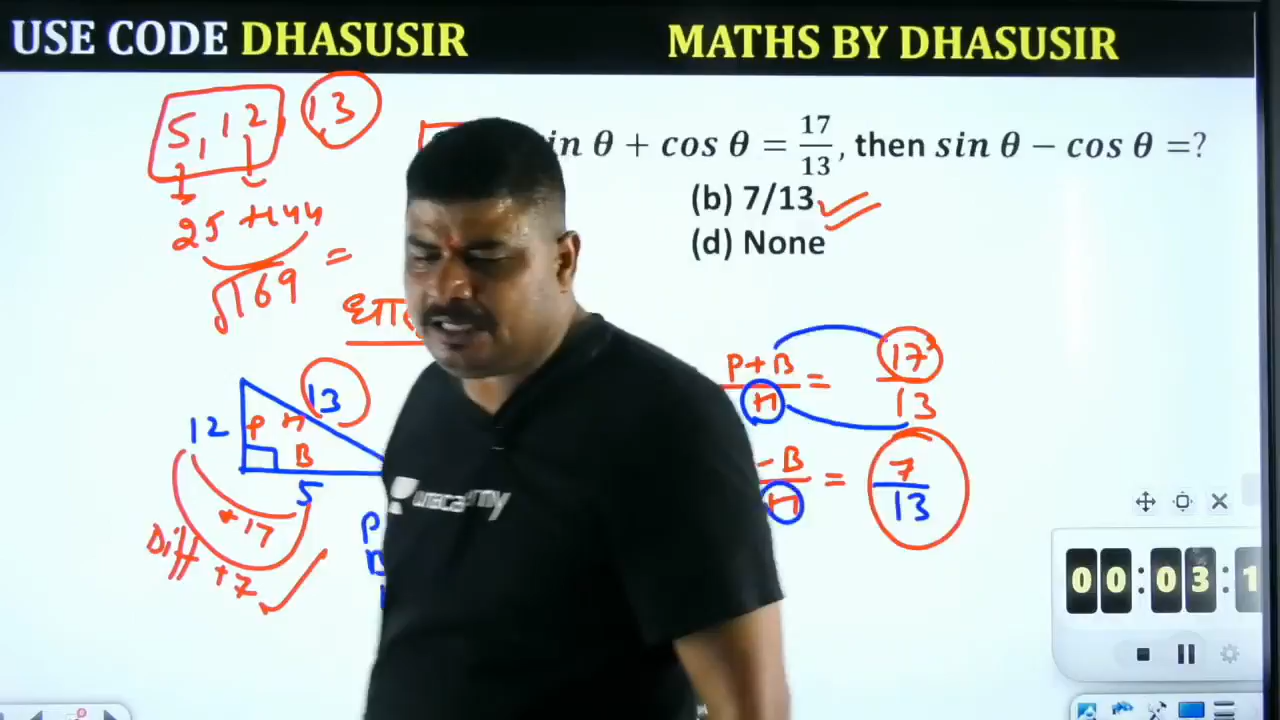 USE CODE DHASUSIR
MATHS BY DHASUSIR
5, 12, 13
25 + 144
√169 =
in θ + cos θ = 17/13, then sin θ − cos θ =?
(b) 7/13
(d) None
P+B/H = 17/13
-B/H = 7/13
12 P H 13
B
5
+17
Diff +7
P
unacademy
00:03:1